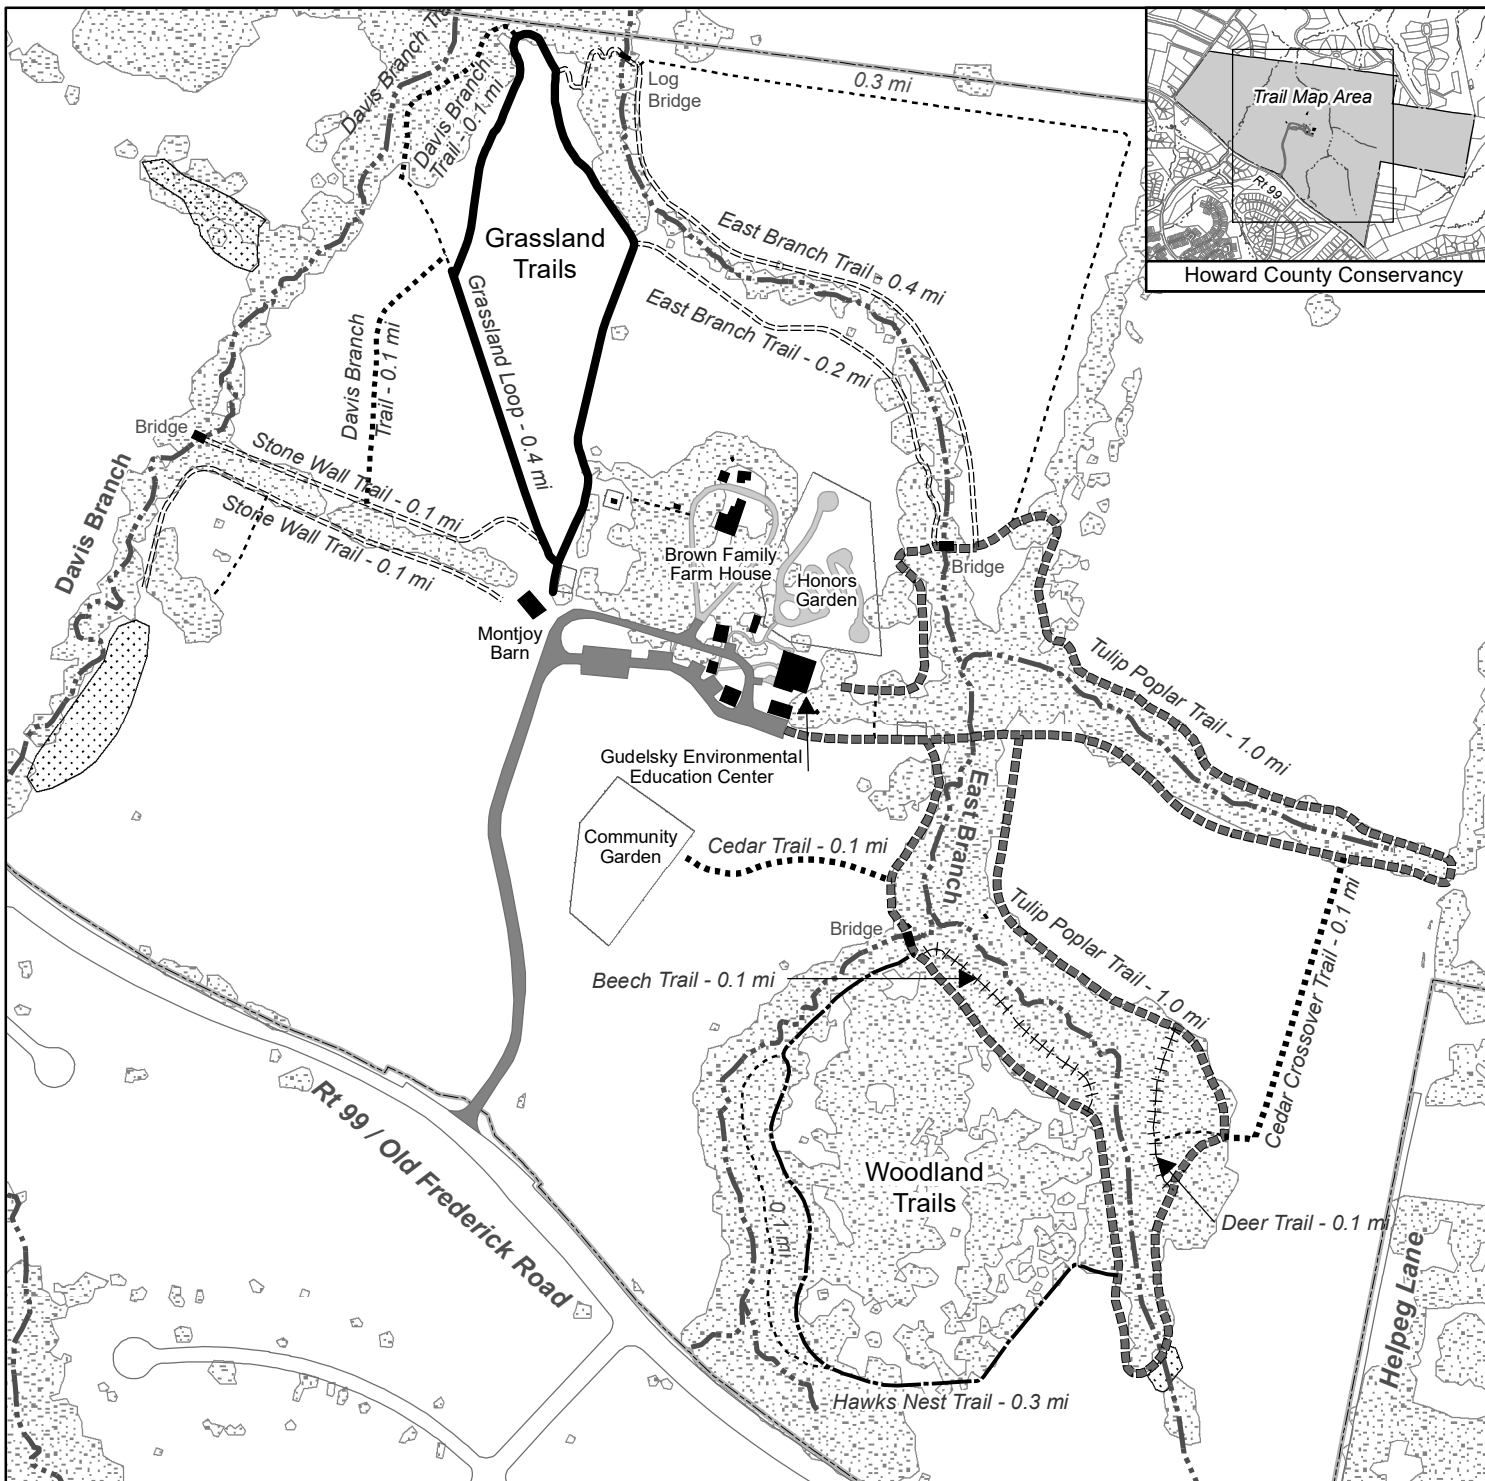 Davis Branch Tra
Davis Branch
Trail - 0.1 mi
Log
Bridge
0.3 mi
Trail Map Area
Rt 99
Howard County Conservancy
Grassland
Trails
East Branch Trail - 0.4 mi
East Branch Trail - 0.2 mi
Grassland Loop - 0.4 mi
Davis Branch
Trail - 0.1 mi
Bridge
Stone Wall Trail - 0.1 mi
Stone Wall Trail - 0.1 mi
Davis Branch
Brown Family
Farm House
Honors
Garden
Bridge
Montjoy
Barn
Tulip Poplar Trail - 1.0 mi
Gudelsky Environmental
Education Center
East Branch
Community
Garden
Cedar Trail - 0.1 mi
Tulip Poplar Trail - 1.0 mi
Cedar Crossover Trail - 0.1 mi
Bridge
Beech Trail - 0.1 mi
Rt 99 / Old Frederick Road
Woodland
Trails
0.1 mi
Deer Trail - 0.1 mi
Helpeg Lane
Hawks Nest Trail - 0.3 mi